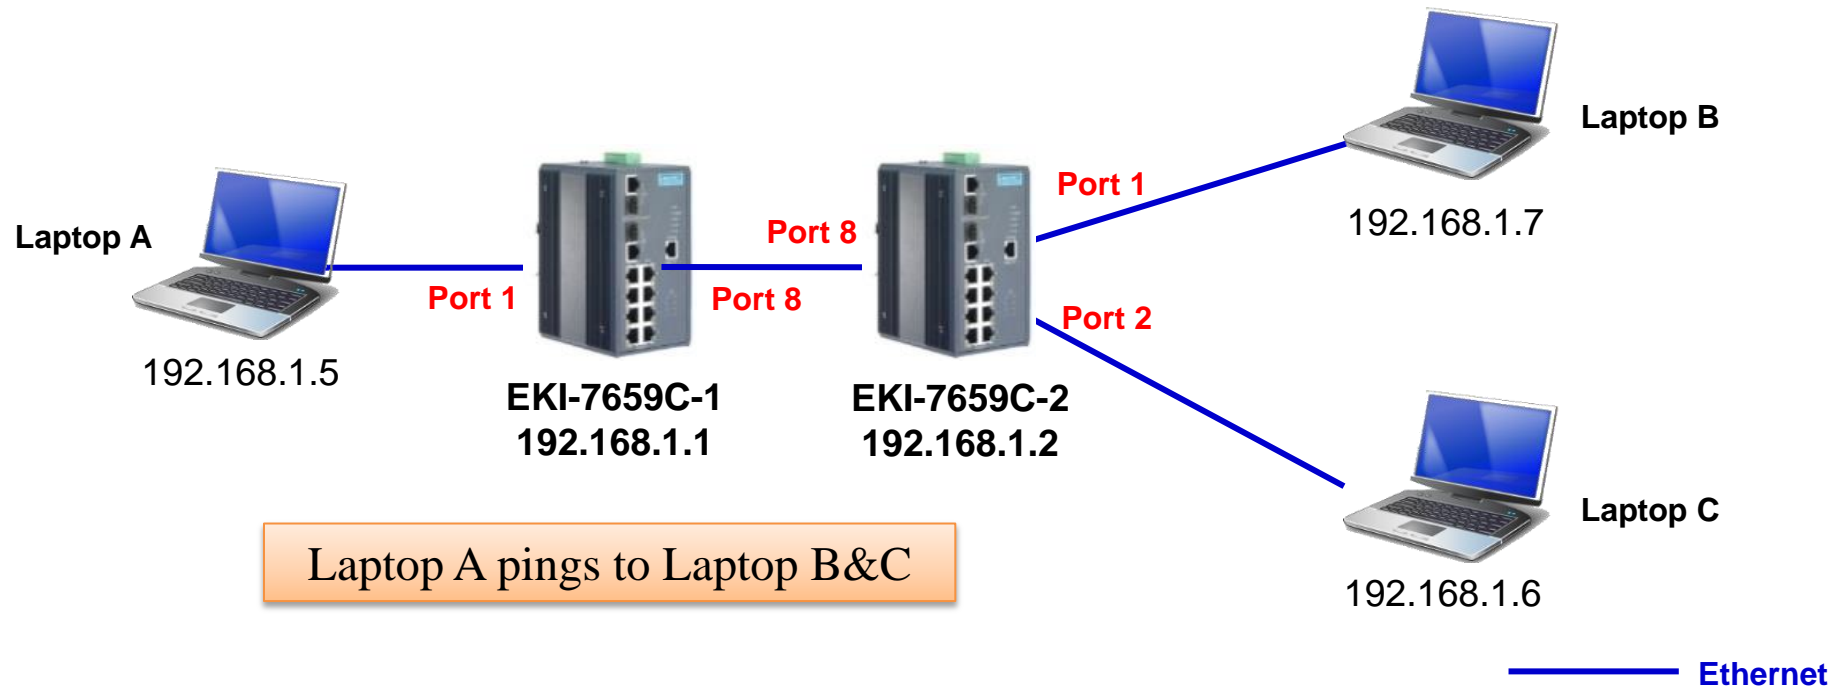 Laptop A
192.168.1.5
Port 1
EKI-7659C-1
192.168.1.1
Port 8
Port 8
EKI-7659C-2
192.168.1.2
Port 1
Port 2
Laptop B
192.168.1.7
Laptop C
192.168.1.6
Laptop A pings to Laptop B&C
Ethernet